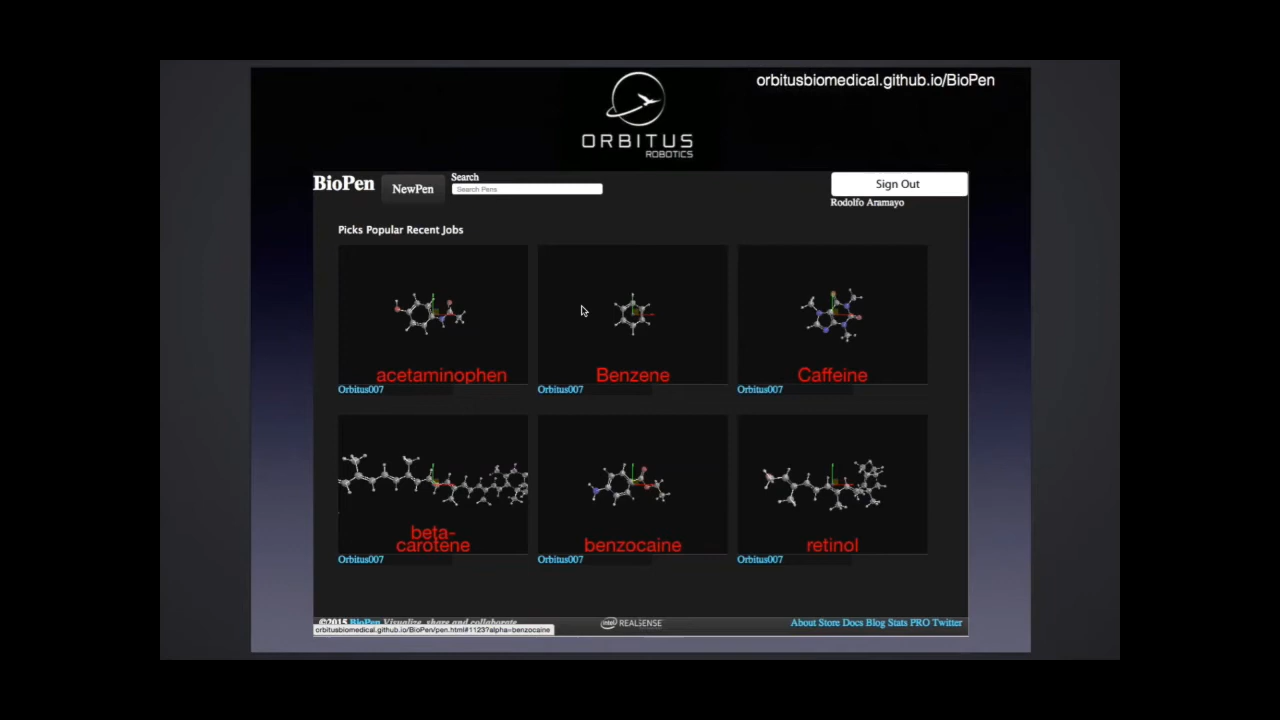 orbitusbiomedical.github.io/BioPen
ORBITUS
ROBOTICS
BioPen
NewPen
Search
Search Pens
Sign Out
Rodolfo Aramayo
Picks Popular Recent Jobs
acetaminophen
Benzene
Caffeine
Orbitus007
Orbitus007
Orbitus007
beta-
carotene
benzocaine
retinol
Orbitus007
Orbitus007
Orbitus007
©2015 BioPen Visualize, share and collaborate
intel REALSENSE
About Store Docs Blog Stats PRO Twitter
orbitusbiomedical.github.io/BioPen/pen.html#1123?alpha=benzocaine